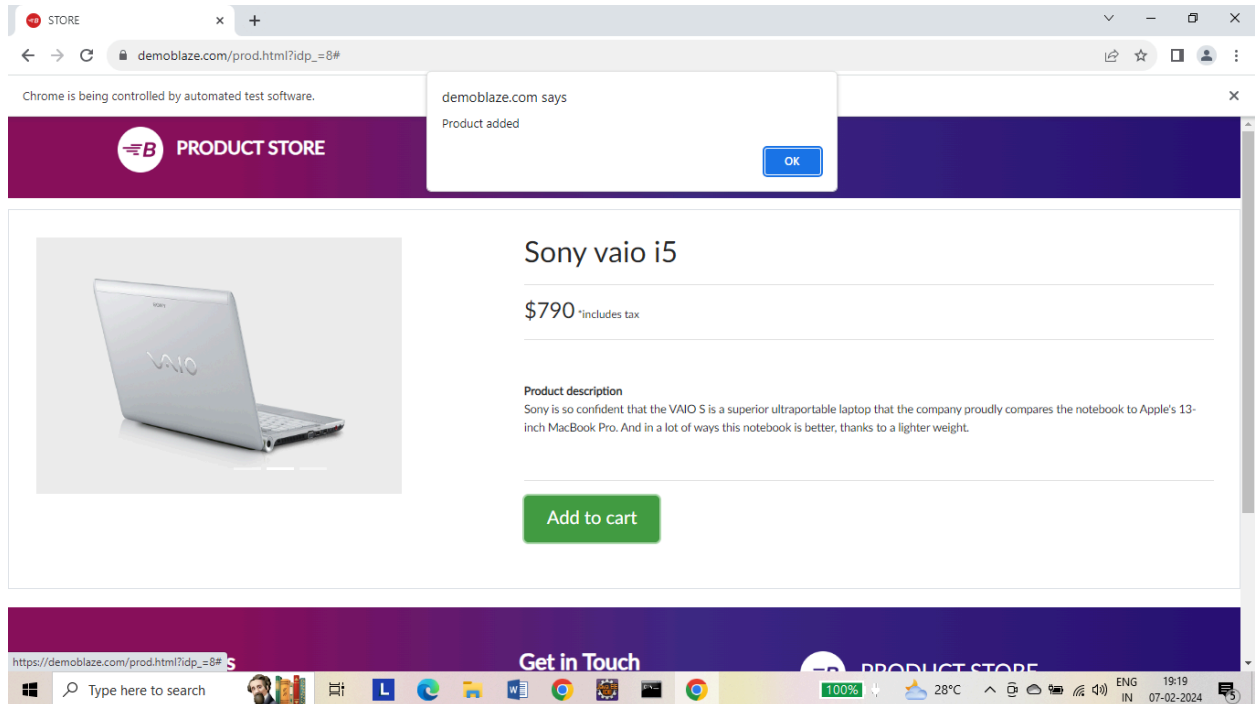 STORE
demoblaze.com/prod.html?idp_=8#
Chrome is being controlled by automated test software.
demoblaze.com says
Product added
OK
B PRODUCT STORE
SONY
VAIO
Sony vaio i5
$790 *includes tax
Product description
Sony is so confident that the VAIO S is a superior ultraportable laptop that the company proudly compares the notebook to Apple's 13-
inch MacBook Pro. And in a lot of ways this notebook is better, thanks to a lighter weight.
Add to cart
https://demoblaze.com/prod.html?idp_=8#
s
Get in Touch
B PRODUCT STORE
Type here to search
L
W
100%
28°C
ENG
IN
19:19
07-02-2024
5